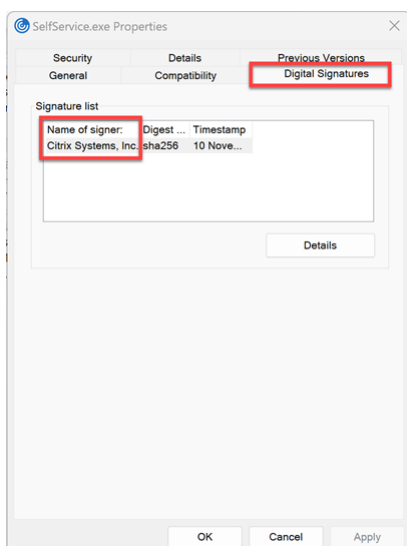 SelfService.exe Properties
Security Details Previous Versions
General Compatibility Digital Signatures
Signature list
Name of signer: Digest ... Timestamp
Citrix Systems, Inc. sha256 10 Nove...
Details
OK Cancel Apply